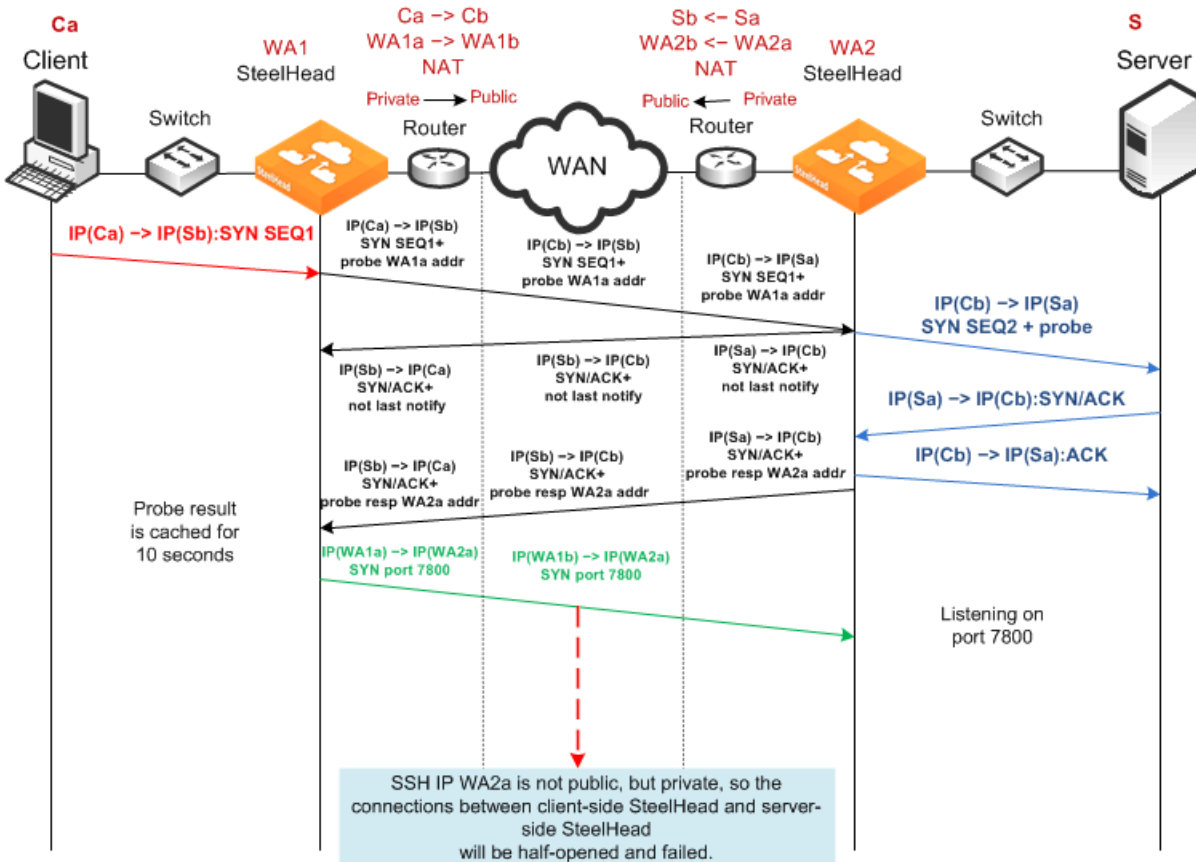 Ca
Client
Switch
WA1
SteelHead
SteelHead
Ca –> Cb
WA1a –> WA1b
NAT
Private
Public
Router
WAN
Sb <– Sa
WA2b <– WA2a
NAT
Public
Private
Router
WA2
SteelHead
SteelHead
Switch
S
Server
IP(Ca) –> IP(Sb):SYN SEQ1
IP(Ca) –> IP(Sb)
SYN SEQ1+
probe WA1a addr
IP(Cb) –> IP(Sb)
SYN SEQ1+
probe WA1a addr
IP(Cb) –> IP(Sa)
SYN SEQ1+
probe WA1a addr
IP(Cb) –> IP(Sa)
SYN SEQ2 + probe
IP(Sb) –> IP(Ca)
SYN/ACK+
not last notify
IP(Sb) –> IP(Cb)
SYN/ACK+
not last notify
IP(Sa) –> IP(Cb)
SYN/ACK+
not last notify
IP(Sa) –> IP(Cb):SYN/ACK
IP(Sb) –> IP(Ca)
SYN/ACK+
probe resp WA2a addr
IP(Sb) –> IP(Cb)
SYN/ACK+
probe resp WA2a addr
IP(Sa) –> IP(Cb)
SYN/ACK+
probe resp WA2a addr
IP(Cb) –> IP(Sa):ACK
Probe result
is cached for
10 seconds
IP(WA1a) –> IP(WA2a)
SYN port 7800
IP(WA1b) –> IP(WA2a)
SYN port 7800
Listening on
port 7800
SSH IP WA2a is not public, but private, so the
connections between client-side SteelHead and server-
side SteelHead
will be half-opened and failed.